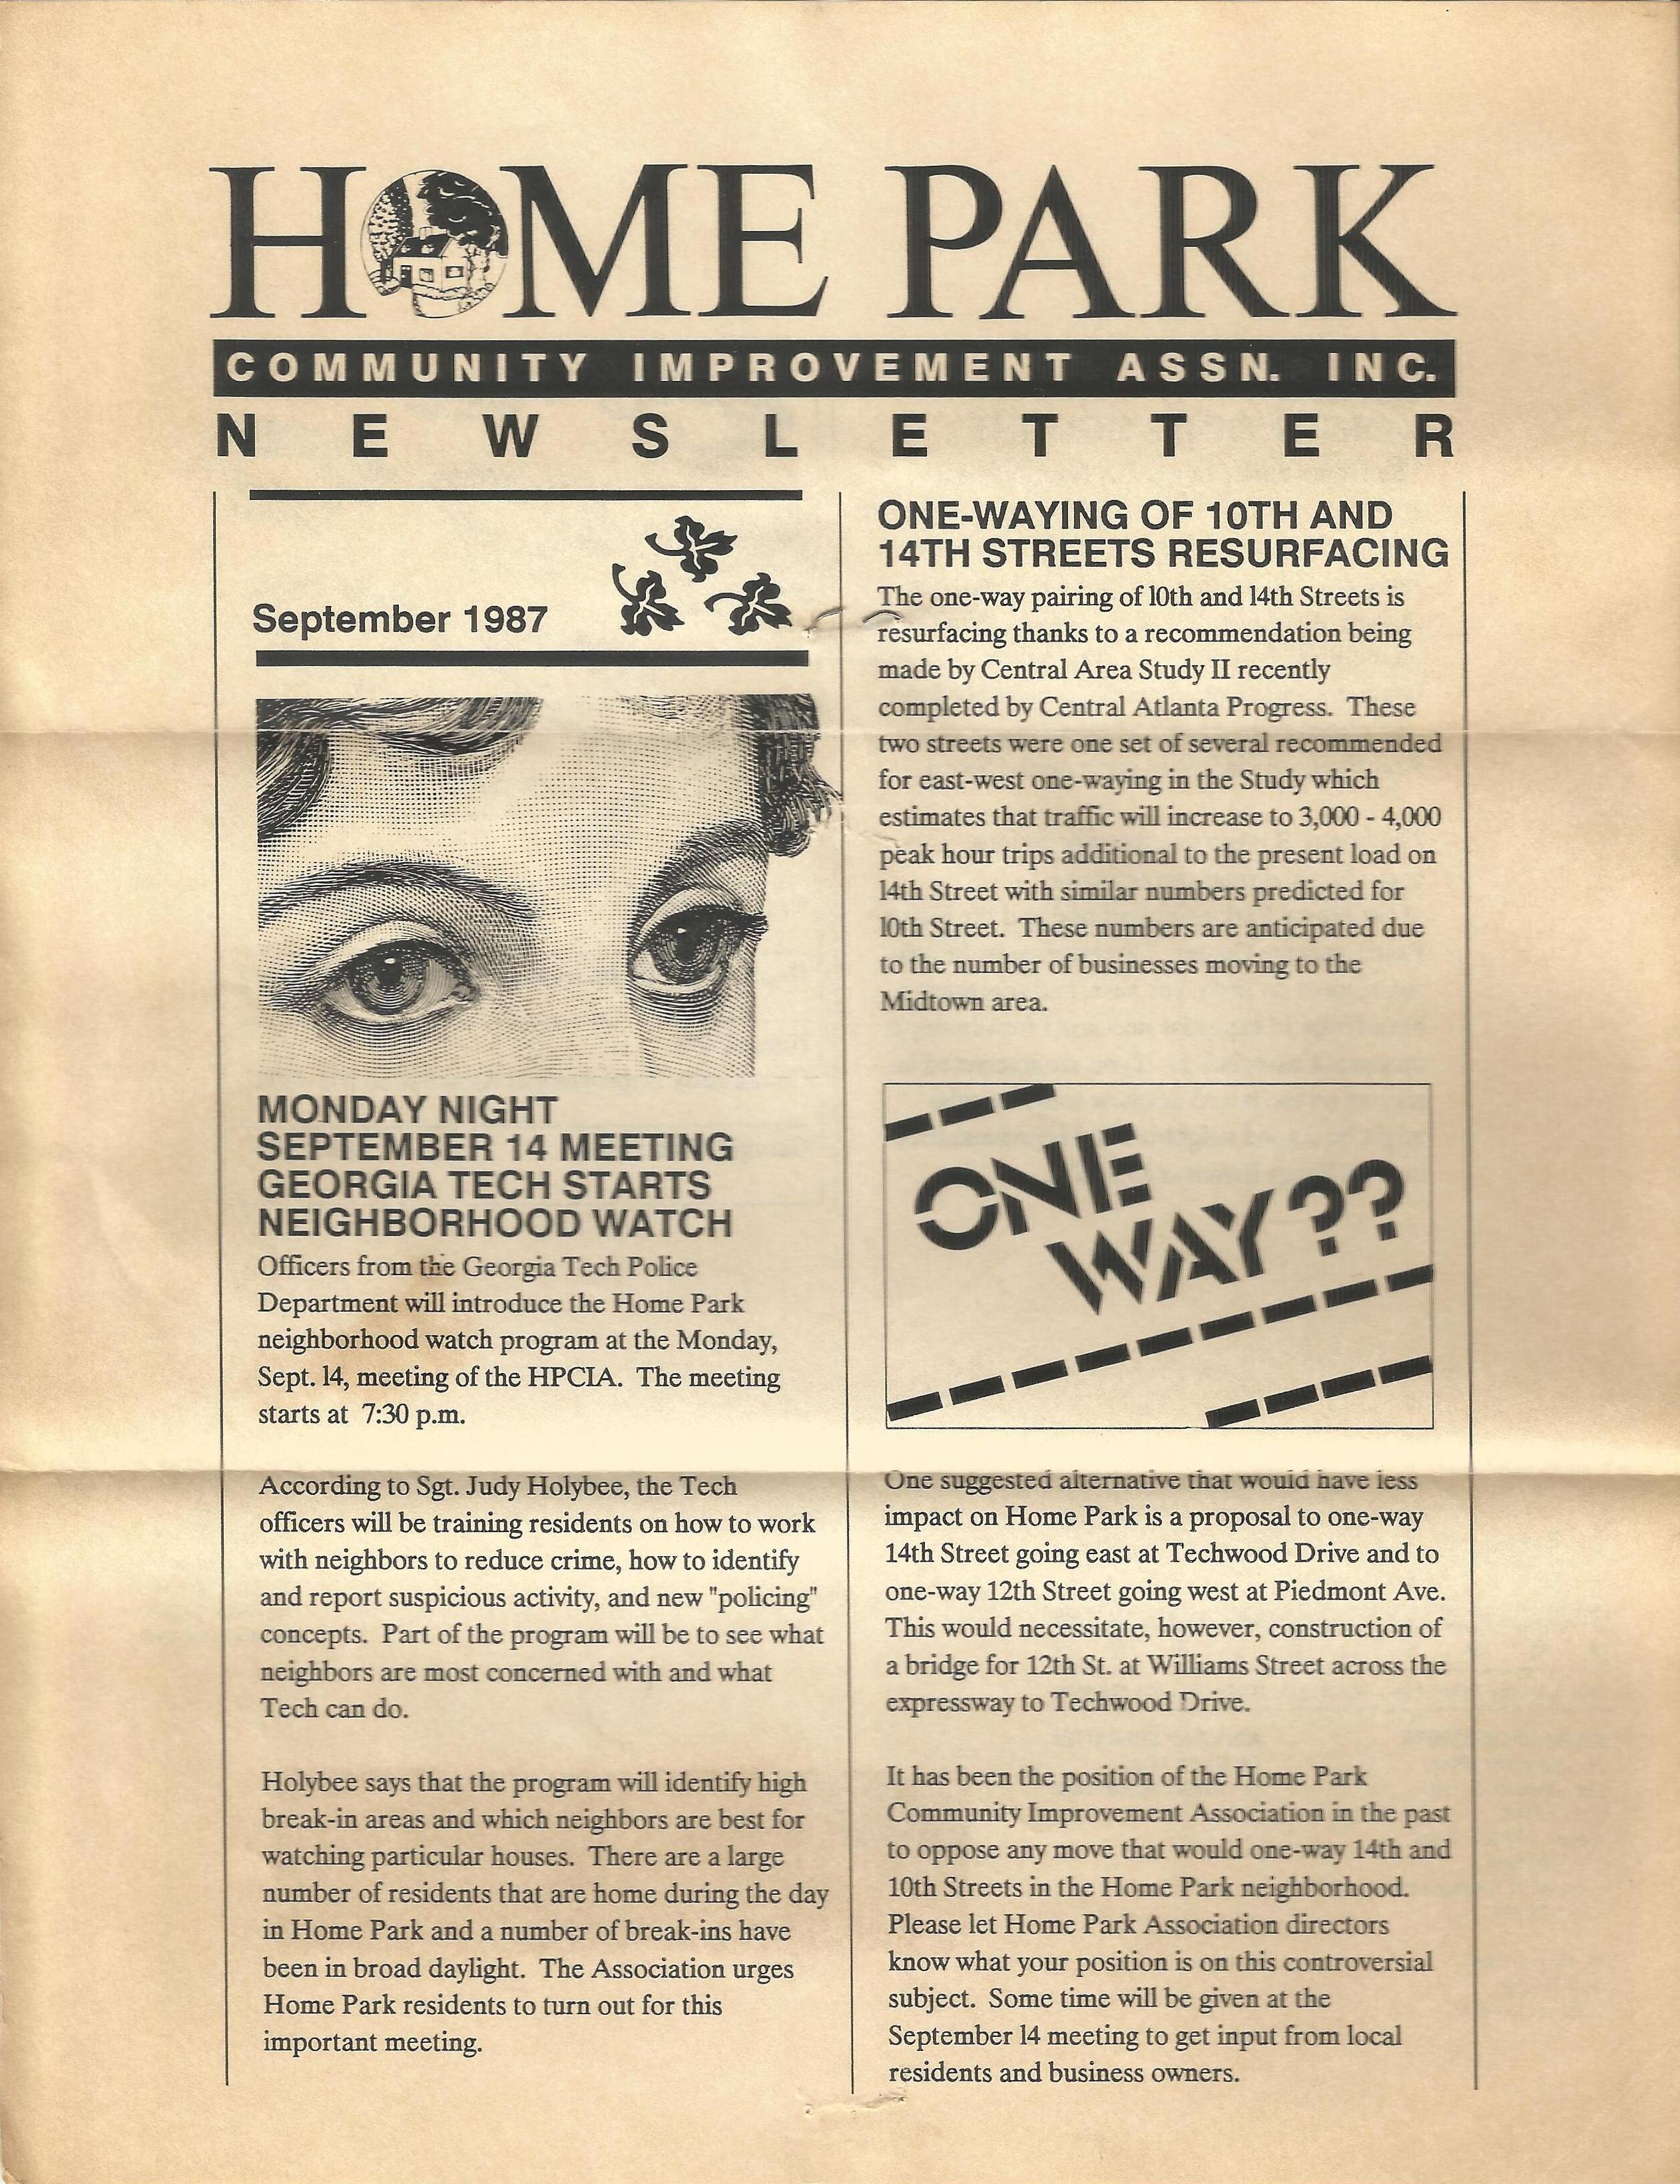 HOME PARK
COMMUNITY IMPROVEMENT ASSN. INC.
NEWSLETTER
September 1987
MONDAY NIGHT
SEPTEMBER 14 MEETING
GEORGIA TECH STARTS
NEIGHBORHOOD WATCH
Officers from the Georgia Tech Police
Department will introduce the Home Park
neighborhood watch program at the Monday,
Sept. 14, meeting of the HPCIA.  The meeting
starts at  7:30 p.m.
According to Sgt. Judy Holybee, the Tech
officers will be training residents on how to work
with neighbors to reduce crime, how to identify
and report suspicious activity, and new "policing"
concepts.  Part of the program will be to see what
neighbors are most concerned with and what
Tech can do.
Holybee says that the program will identify high
break-in areas and which neighbors are best for
watching particular houses.  There are a large
number of residents that are home during the day
in Home Park and a number of break-ins have
been in broad daylight.  The Association urges
Home Park residents to turn out for this
important meeting.
ONE-WAYING OF 10TH AND
14TH STREETS RESURFACING
The one-way pairing of 10th and 14th Streets is
resurfacing thanks to a recommendation being
made by Central Area Study II recently
completed by Central Atlanta Progress.  These
two streets were one set of several recommended
for east-west one-waying in the Study which
estimates that traffic will increase to 3,000 - 4,000
peak hour trips additional to the present load on
14th Street with similar numbers predicted for
10th Street.  These numbers are anticipated due
to the number of businesses moving to the
Midtown area.
ONE
WAY??
One suggested alternative that would have less
impact on Home Park is a proposal to one-way
14th Street going east at Techwood Drive and to
one-way 12th Street going west at Piedmont Ave.
This would necessitate, however, construction of
a bridge for 12th St. at Williams Street across the
expressway to Techwood Drive.
It has been the position of the Home Park
Community Improvement Association in the past
to oppose any move that would one-way 14th and
10th Streets in the Home Park neighborhood.
Please let Home Park Association directors
know what your position is on this controversial
subject.  Some time will be given at the
September 14 meeting to get input from local
residents and business owners.